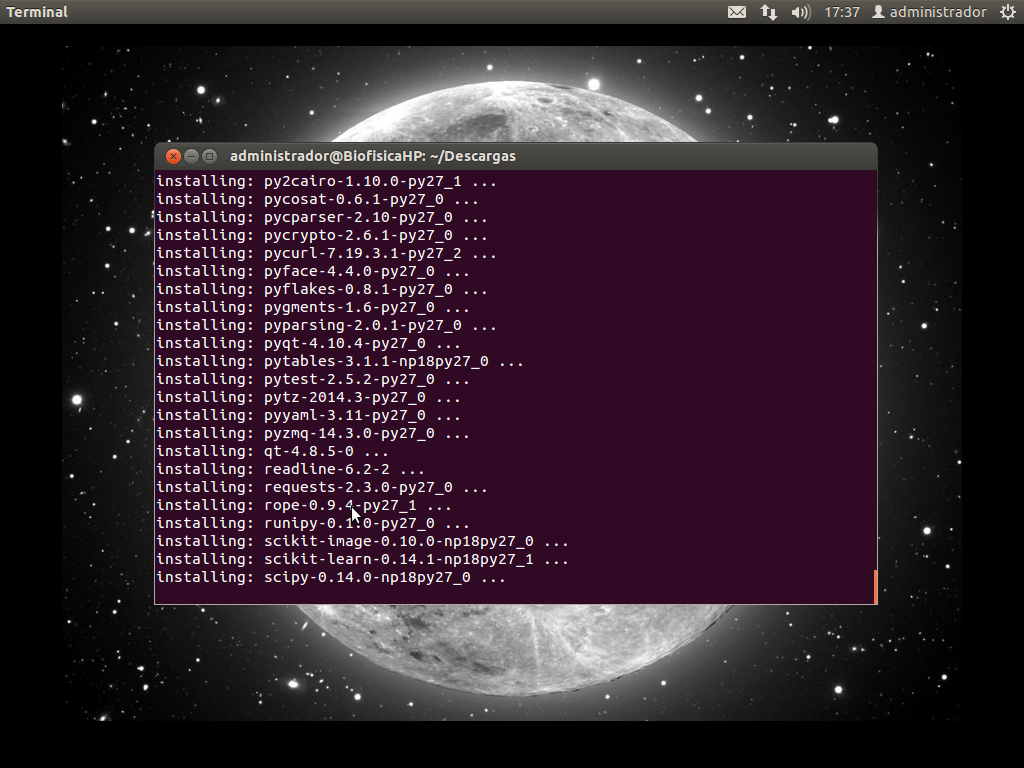 Terminal
17:37
administrador
administrador@BiofisicaHP: ~/Descargas
installing: py2cairo-1.10.0-py27_1 ...
installing: pycosat-0.6.1-py27_0 ...
installing: pycparser-2.10-py27_0 ...
installing: pycrypto-2.6.1-py27_0 ...
installing: pycurl-7.19.3.1-py27_2 ...
installing: pyface-4.4.0-py27_0 ...
installing: pyflakes-0.8.1-py27_0 ...
installing: pygments-1.6-py27_0 ...
installing: pyparsing-2.0.1-py27_0 ...
installing: pyqt-4.10.4-py27_0 ...
installing: pytables-3.1.1-np18py27_0 ...
installing: pytest-2.5.2-py27_0 ...
installing: pytz-2014.3-py27_0 ...
installing: pyyaml-3.11-py27_0 ...
installing: pyzmq-14.3.0-py27_0 ...
installing: qt-4.8.5-0 ...
installing: readline-6.2-2 ...
installing: requests-2.3.0-py27_0 ...
installing: rope-0.9.4-py27_1 ...
installing: runipy-0.1.0-py27_0 ...
installing: scikit-image-0.10.0-np18py27_0 ...
installing: scikit-learn-0.14.1-np18py27_1 ...
installing: scipy-0.14.0-np18py27_0 ...